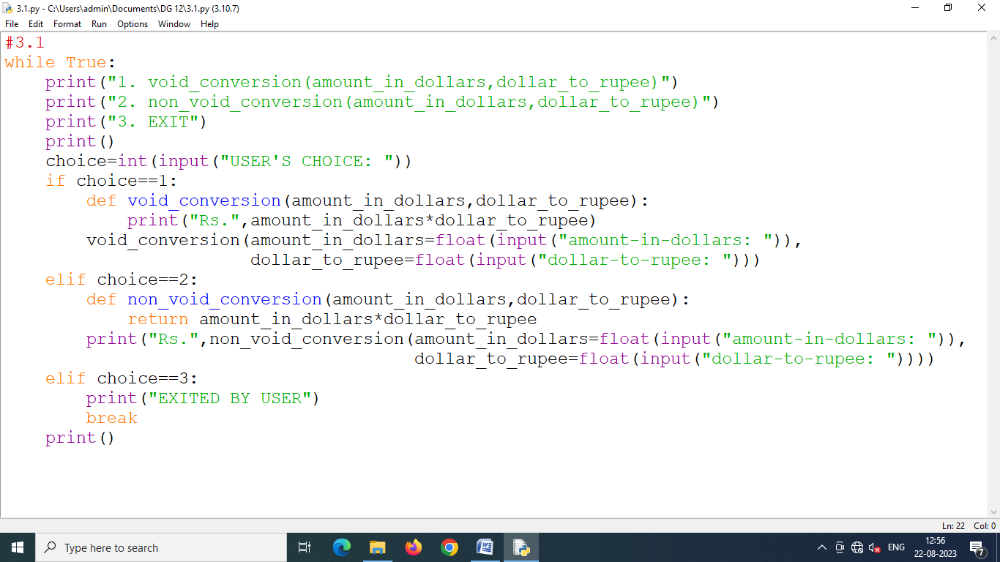 3.1.py - C:\Users\admin\Documents\DG 12\3.1.py (3.10.7)
File Edit Format Run Options Window Help
#3.1
while True:
    print("1. void_conversion(amount_in_dollars,dollar_to_rupee)")
    print("2. non_void_conversion(amount_in_dollars,dollar_to_rupee)")
    print("3. EXIT")
    print()
    choice=int(input("USER'S CHOICE: "))
    if choice==1:
        def void_conversion(amount_in_dollars,dollar_to_rupee):
            print("Rs.",amount_in_dollars*dollar_to_rupee)
        void_conversion(amount_in_dollars=float(input("amount-in-dollars: ")),
                        dollar_to_rupee=float(input("dollar-to-rupee: ")))
    elif choice==2:
        def non_void_conversion(amount_in_dollars,dollar_to_rupee):
            return amount_in_dollars*dollar_to_rupee
        print("Rs.",non_void_conversion(amount_in_dollars=float(input("amount-in-dollars: ")),
                                        dollar_to_rupee=float(input("dollar-to-rupee: "))))
    elif choice==3:
        print("EXITED BY USER")
        break
    print()
Ln: 22 Col: 0
Type here to search
ENG
12:56
22-08-2023
7